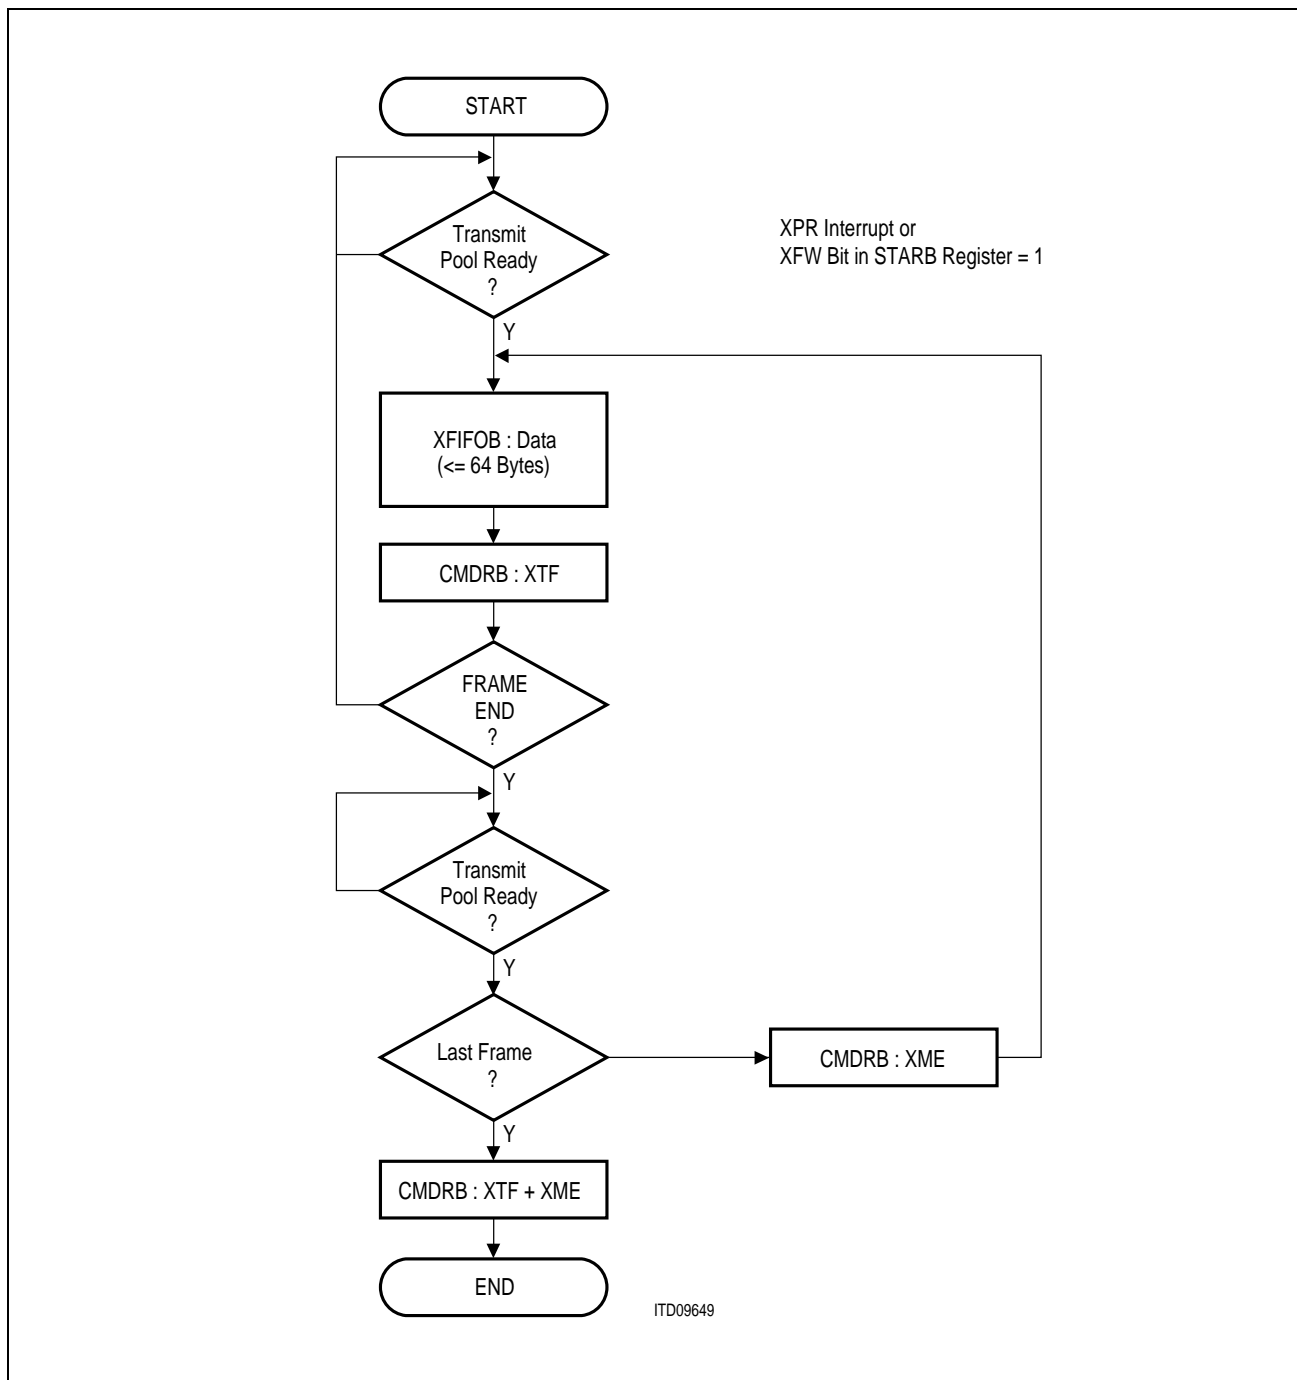 START
Transmit
Pool Ready
?
XPR Interrupt or
XFW Bit in STARB Register = 1
Y
XFIFOB : Data
(<= 64 Bytes)
CMDRB : XTF
FRAME
END
?
Y
Transmit
Pool Ready
?
Y
Last Frame
?
CMDRB : XME
Y
CMDRB : XTF + XME
END
ITD09649